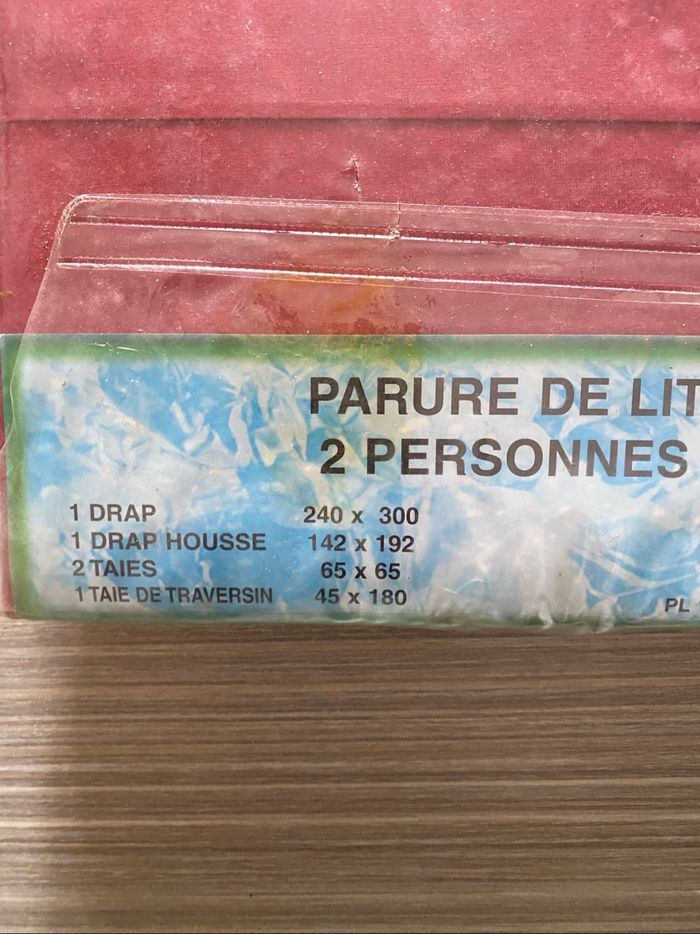 PARURE DE LIT
2 PERSONNES
1 DRAP 240 x 300
1 DRAP HOUSSE 142 x 192
2 TAIES 65 x 65
1 TAIE DE TRAVERSIN 45 x 180
PL